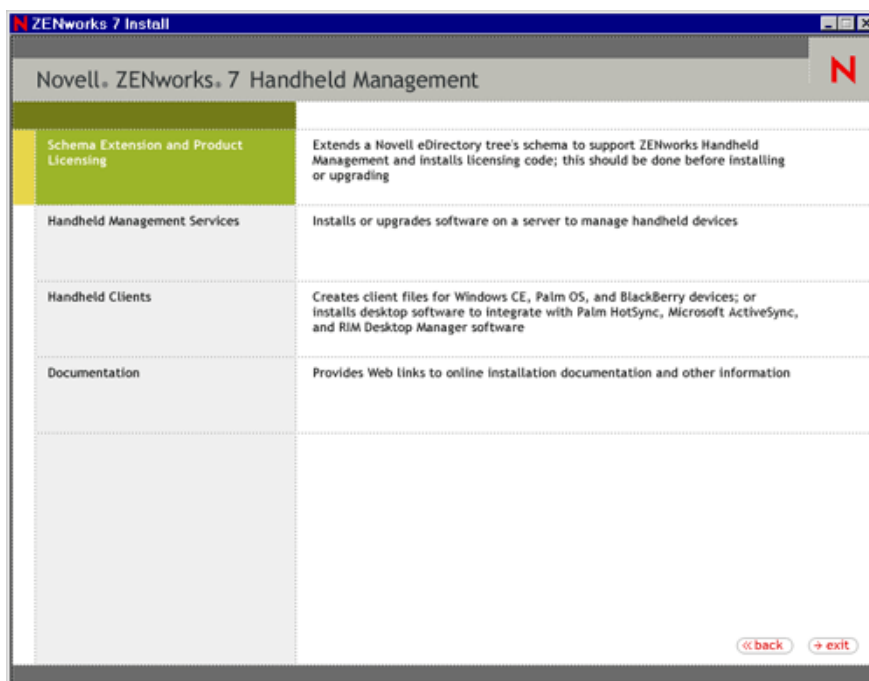 N ZENworks 7 Install
Novell® ZENworks® 7 Handheld Management
N
Schema Extension and Product
Licensing
Extends a Novell eDirectory tree's schema to support ZENworks Handheld
Management and installs licensing code; this should be done before installing
or upgrading
Handheld Management Services
Installs or upgrades software on a server to manage handheld devices
Handheld Clients
Creates client files for Windows CE, Palm OS, and BlackBerry devices; or
installs desktop software to integrate with Palm HotSync, Microsoft ActiveSync,
and RIM Desktop Manager software
Documentation
Provides Web links to online installation documentation and other information
back
exit